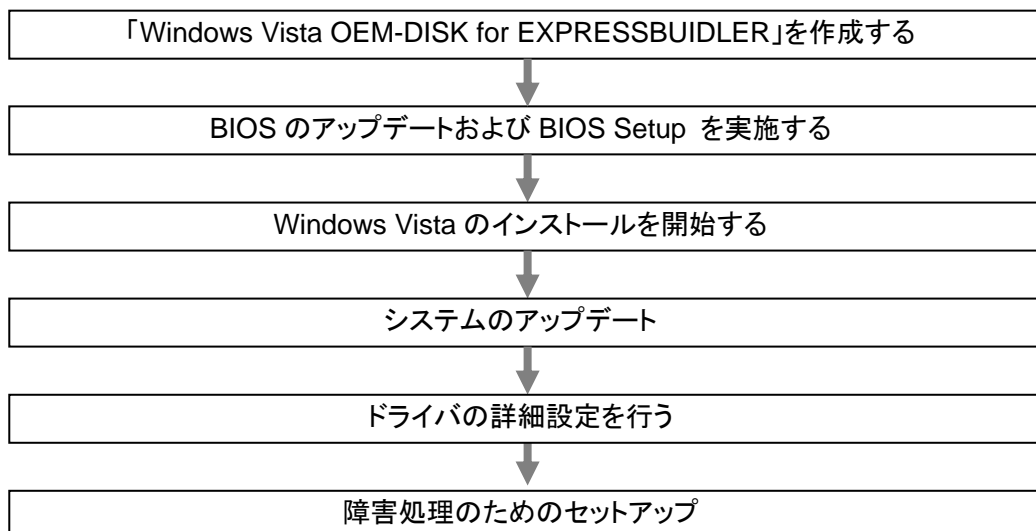 「Windows Vista OEM-DISK for EXPRESSBUIDLER」を作成する
BIOS のアップデートおよび BIOS Setup を実施する
Windows Vista のインストールを開始する
システムのアップデート
ドライバの詳細設定を行う
障害処理のためのセットアップ